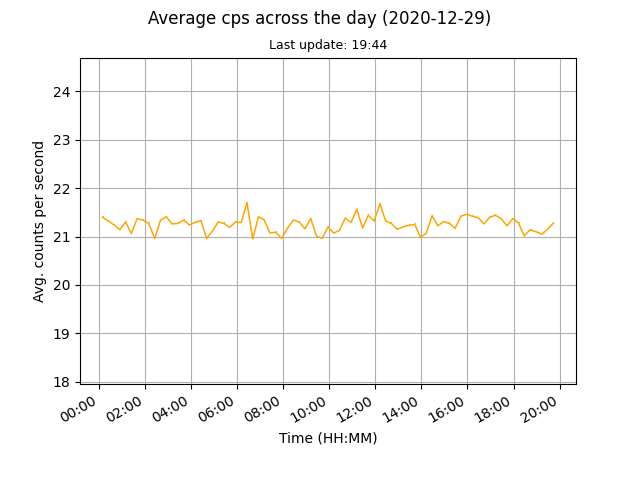 Average cps across the day (2020-12-29)
Last update: 19:44
24
23
22
21
20
19
18
Avg. counts per second
00:00 02:00 04:00 06:00 08:00 10:00 12:00 14:00 16:00 18:00 20:00
Time (HH:MM)